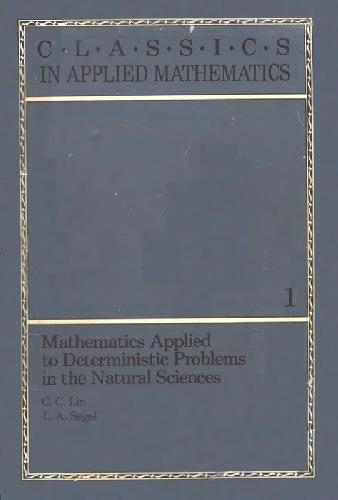 C·L·A·S·S·I·C·S
IN APPLIED MATHEMATICS
1
Mathematics Applied
to Deterministic Problems
in the Natural Sciences
C. C. Lin
L. A. Segel